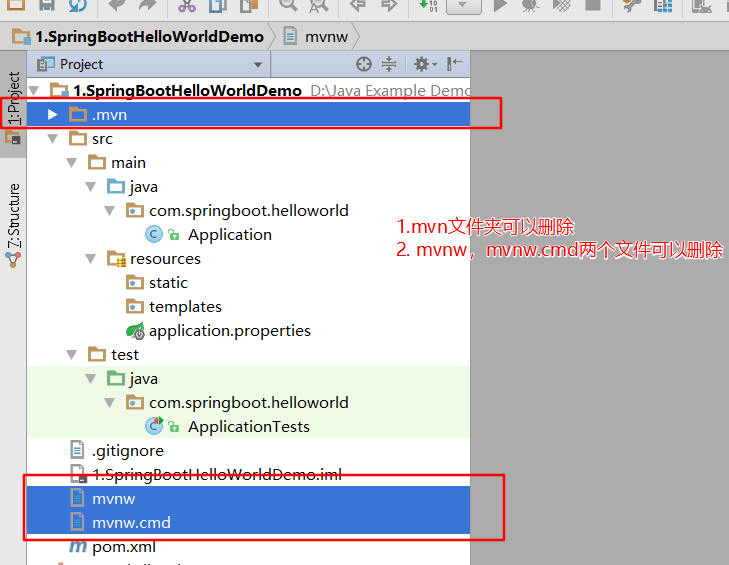 1.SpringBootHelloWorldDemo mvnw
Project
1:Project
Z:Structure
1.SpringBootHelloWorldDemo D:\Java Example Demo
.mvn
src
main
java
com.springboot.helloworld
Application
resources
static
templates
application.properties
test
java
com.springboot.helloworld
ApplicationTests
.gitignore
1.SpringBootHelloWorldDemo.iml
mvnw
mvnw.cmd
pom.xml
1.mvn文件夹可以删除
2. mvnw，mvnw.cmd两个文件可以删除